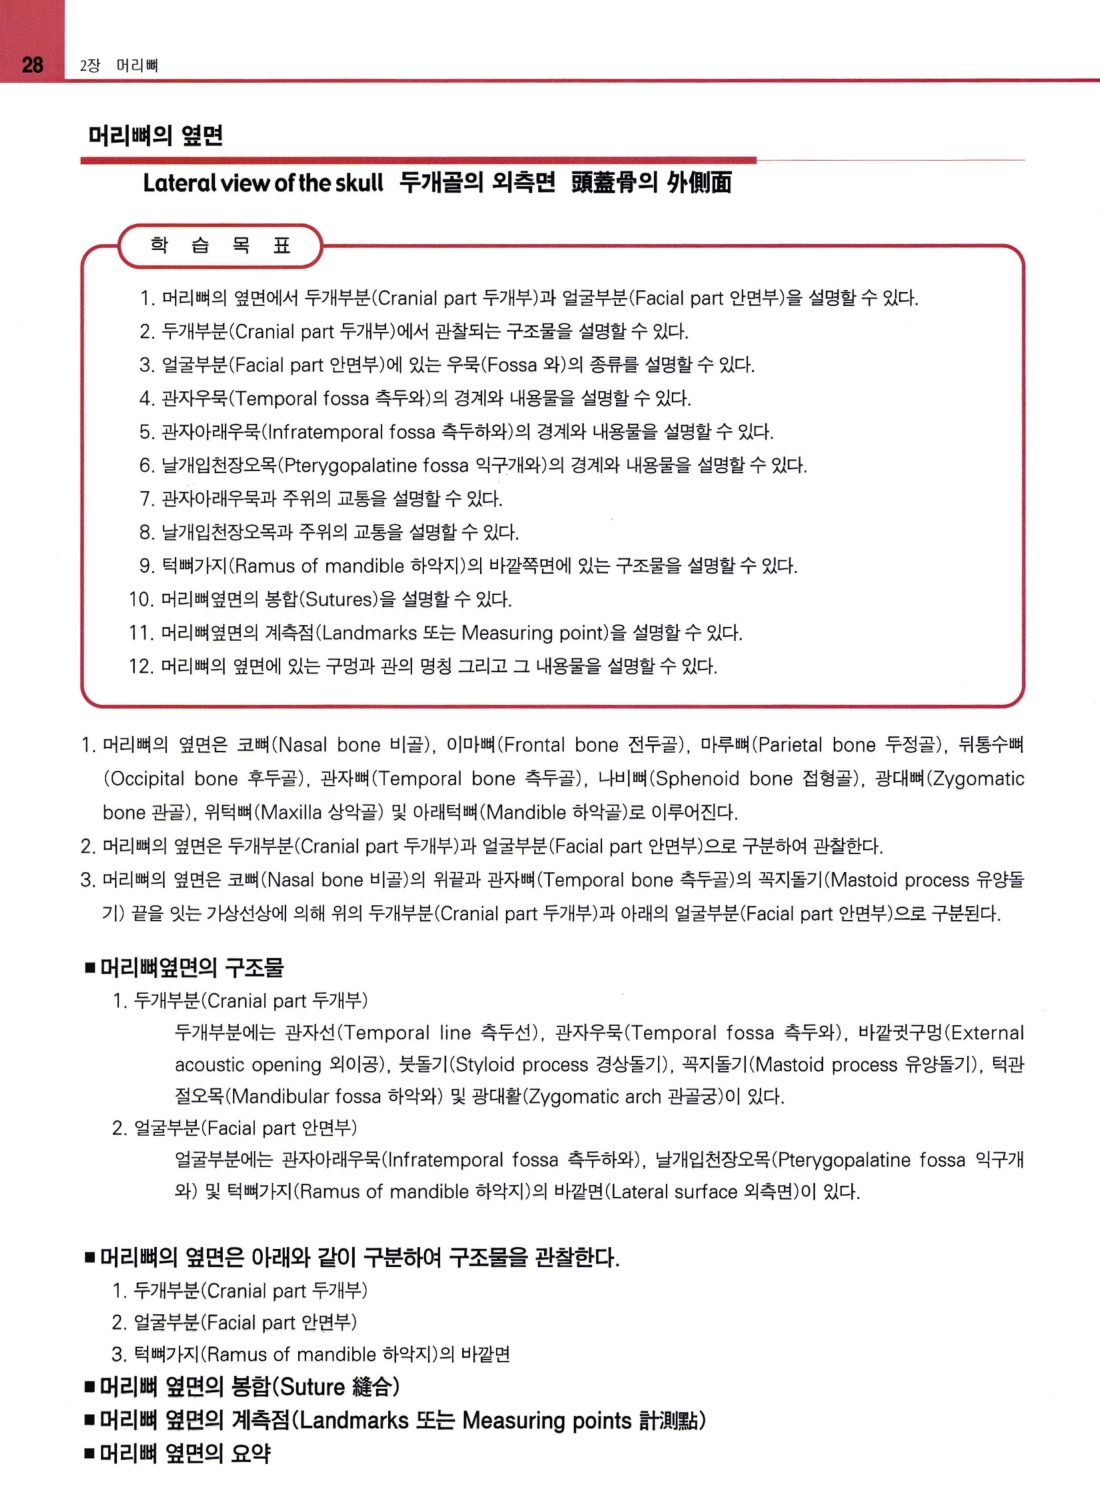 28
2장 머리뼈
머리뼈의 옆면
Lateral view of the skull 두개골의 외측면 頭蓋骨의 外側面
학 습 목 표
1. 머리뼈의 옆면에서 두개부분(Cranial part 두개부)과 얼굴부분(Facial part 안면부)을 설명할 수 있다.
2. 두개부분(Cranial part 두개부)에서 관찰되는 구조물을 설명할 수 있다.
3. 얼굴부분(Facial part 안면부)에 있는 우묵(Fossa 와)의 종류를 설명할 수 있다.
4. 관자우묵(Temporal fossa 측두와)의 경계와 내용물을 설명할 수 있다.
5. 관자아래우묵(Infratemporal fossa 측두하와)의 경계와 내용물을 설명할 수 있다.
6. 날개입천장오목(Pterygopalatine fossa 익구개와)의 경계와 내용물을 설명할 수 있다.
7. 관자아래우묵과 주위의 교통을 설명할 수 있다.
8. 날개입천장오목과 주위의 교통을 설명할 수 있다.
9. 턱뼈가지(Ramus of mandible 하악지)의 바깥쪽면에 있는 구조물을 설명할 수 있다.
10. 머리뼈옆면의 봉합(Sutures)을 설명할 수 있다.
11. 머리뼈옆면의 계측점(Landmarks 또는 Measuring point)을 설명할 수 있다.
12. 머리뼈의 옆면에 있는 구멍과 관의 명칭 그리고 그 내용물을 설명할 수 있다.
1. 머리뼈의 옆면은 코뼈(Nasal bone 비골), 이마뼈(Frontal bone 전두골), 마루뼈(Parietal bone 두정골), 뒤통수뼈
(Occipital bone 후두골), 관자뼈(Temporal bone 측두골), 나비뼈(Sphenoid bone 접형골), 광대뼈(Zygomatic
bone 관골), 위턱뼈(Maxilla 상악골) 및 아래턱뼈(Mandible 하악골)로 이루어진다.
2. 머리뼈의 옆면은 두개부분(Cranial part 두개부)과 얼굴부분(Facial part 안면부)으로 구분하여 관찰한다.
3. 머리뼈의 옆면은 코뼈(Nasal bone 비골)의 위끝과 관자뼈(Temporal bone 측두골)의 꼭지돌기(Mastoid process 유양돌
기) 끝을 잇는 가상선상에 의해 위의 두개부분(Cranial part 두개부)과 아래의 얼굴부분(Facial part 안면부)으로 구분된다.
■ 머리뼈옆면의 구조물
1. 두개부분(Cranial part 두개부)
두개부분에는 관자선(Temporal line 측두선), 관자우묵(Temporal fossa 측두와), 바깥귓구멍(External
acoustic opening 외이공), 붓돌기(Styloid process 경상돌기), 꼭지돌기(Mastoid process 유양돌기), 턱관
절오목(Mandibular fossa 하악와) 및 광대활(Zygomatic arch 관골궁)이 있다.
2. 얼굴부분(Facial part 안면부)
얼굴부분에는 관자아래우묵(Infratemporal fossa 측두하와), 날개입천장오목(Pterygopalatine fossa 익구개
와) 및 턱뼈가지(Ramus of mandible 하악지)의 바깥면(Lateral surface 외측면)이 있다.
■ 머리뼈의 옆면은 아래와 같이 구분하여 구조물을 관찰한다.
1. 두개부분(Cranial part 두개부)
2. 얼굴부분(Facial part 안면부)
3. 턱뼈가지(Ramus of mandible 하악지)의 바깥면
■ 머리뼈 옆면의 봉합(Suture 縫合)
■ 머리뼈 옆면의 계측점(Landmarks 또는 Measuring points 計測點)
■ 머리뼈 옆면의 요약